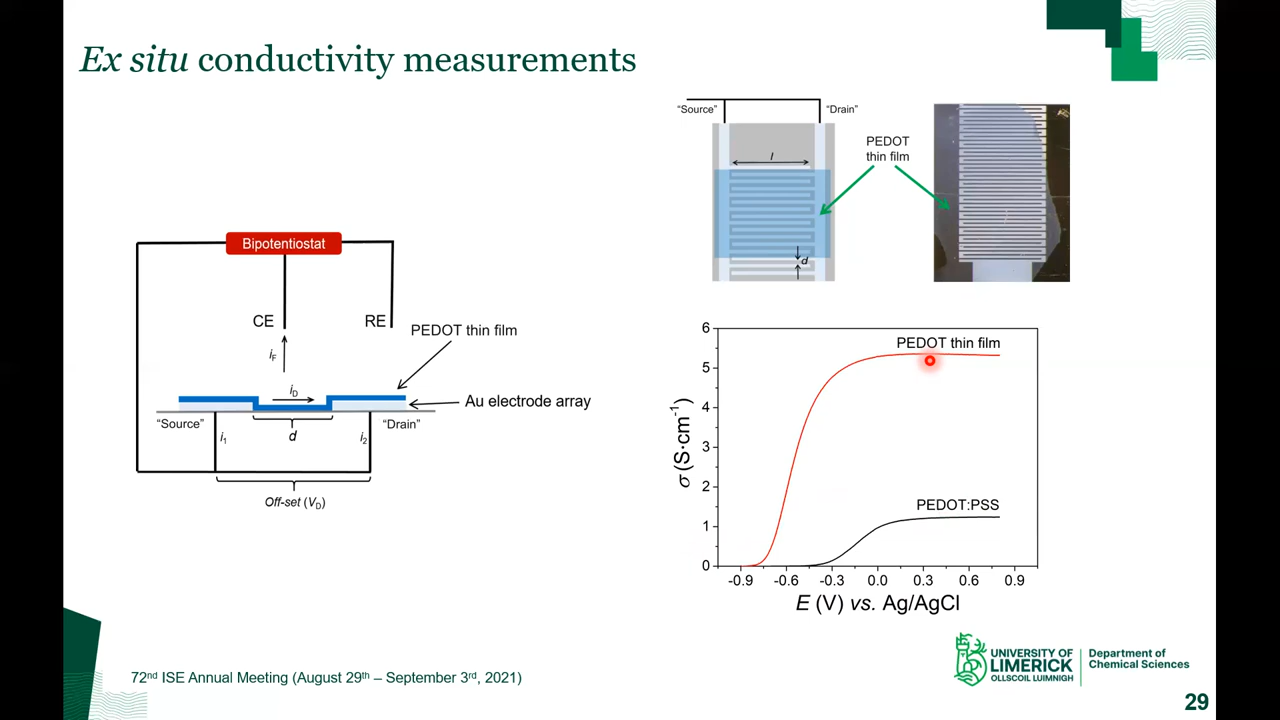 Ex situ conductivity measurements
"Source"
"Drain"
l
d
PEDOT
thin film
Bipotentiostat
CE
RE
PEDOT thin film
iF
iD
Au electrode array
"Source"
i1
d
i2
"Drain"
Off-set (VD)
6
5
4
3
2
1
0
σ (S·cm-1)
PEDOT thin film
PEDOT:PSS
-0.9 -0.6 -0.3 0.0 0.3 0.6 0.9
E (V) vs. Ag/AgCl
72nd ISE Annual Meeting (August 29th – September 3rd, 2021)
UNIVERSITY OF
LIMERICK
OLLSCOIL LUIMNIGH
Department of
Chemical Sciences
29